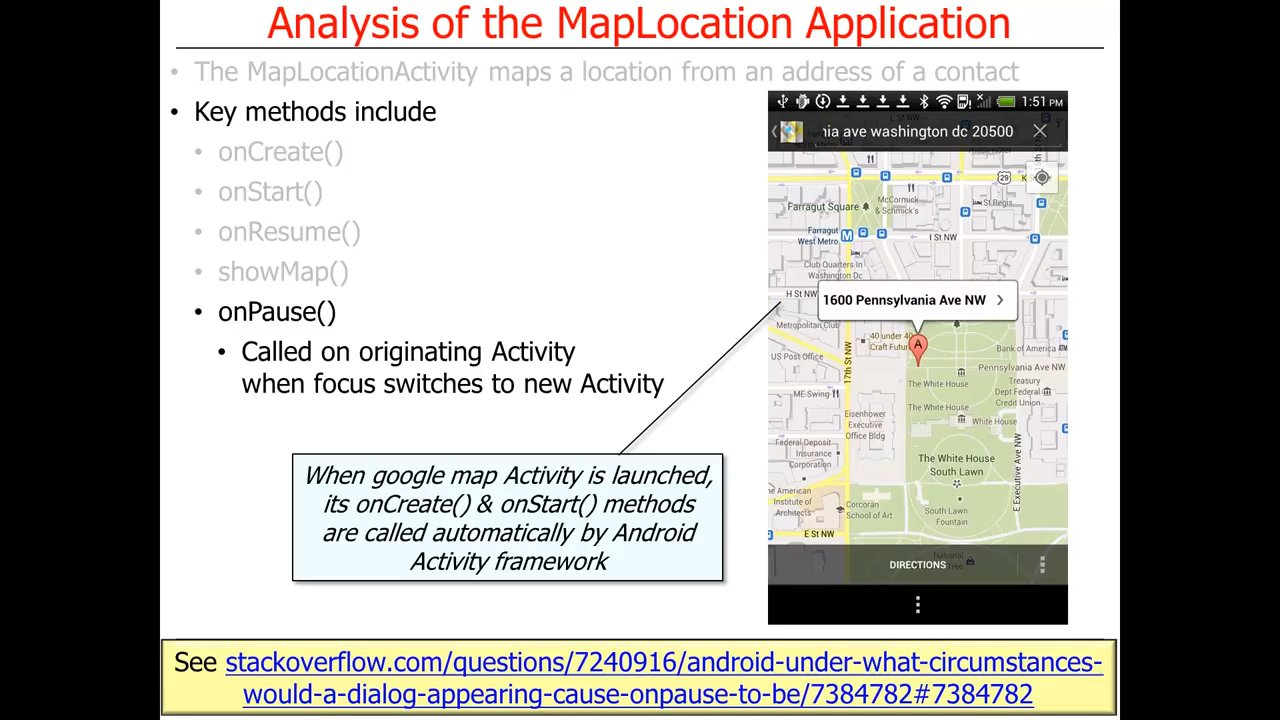 Analysis of the MapLocation Application
• The MapLocationActivity maps a location from an address of a contact
• Key methods include
• onCreate()
• onStart()
• onResume()
• showMap()
• onPause()
• Called on originating Activity
when focus switches to new Activity
When google map Activity is launched,
its onCreate() & onStart() methods
are called automatically by Android
Activity framework
1:51 PM
nia ave washington dc 20500
L St NW
29
K
McCormick
& Schmick's
St Regis
Farragut Square
Farragut
West Metro
M
I St NW
Club Quarters In
Washington Dc
H St NW
1600 Pennsylvania Ave NW
Metropolitan Club
40 under 40
Craft Futur
A
Bank of America
US Post Office
17th St NW
Pennsylvania Ave NW
The White House
Treasury
Dept Federal
Credit Union
ME-Swing
The White House
Eisenhower
Executive
Office Bldg
Federal Deposit
Insurance
Corporation
The White House
South Lawn
E Executive Ave NW
The American
Institute of
Architects
Corcoran
School of Art
South Lawn
Fountain
E St NW
National
Tree
DIRECTIONS
See stackoverflow.com/questions/7240916/android-under-what-circumstances-
would-a-dialog-appearing-cause-onpause-to-be/7384782#7384782